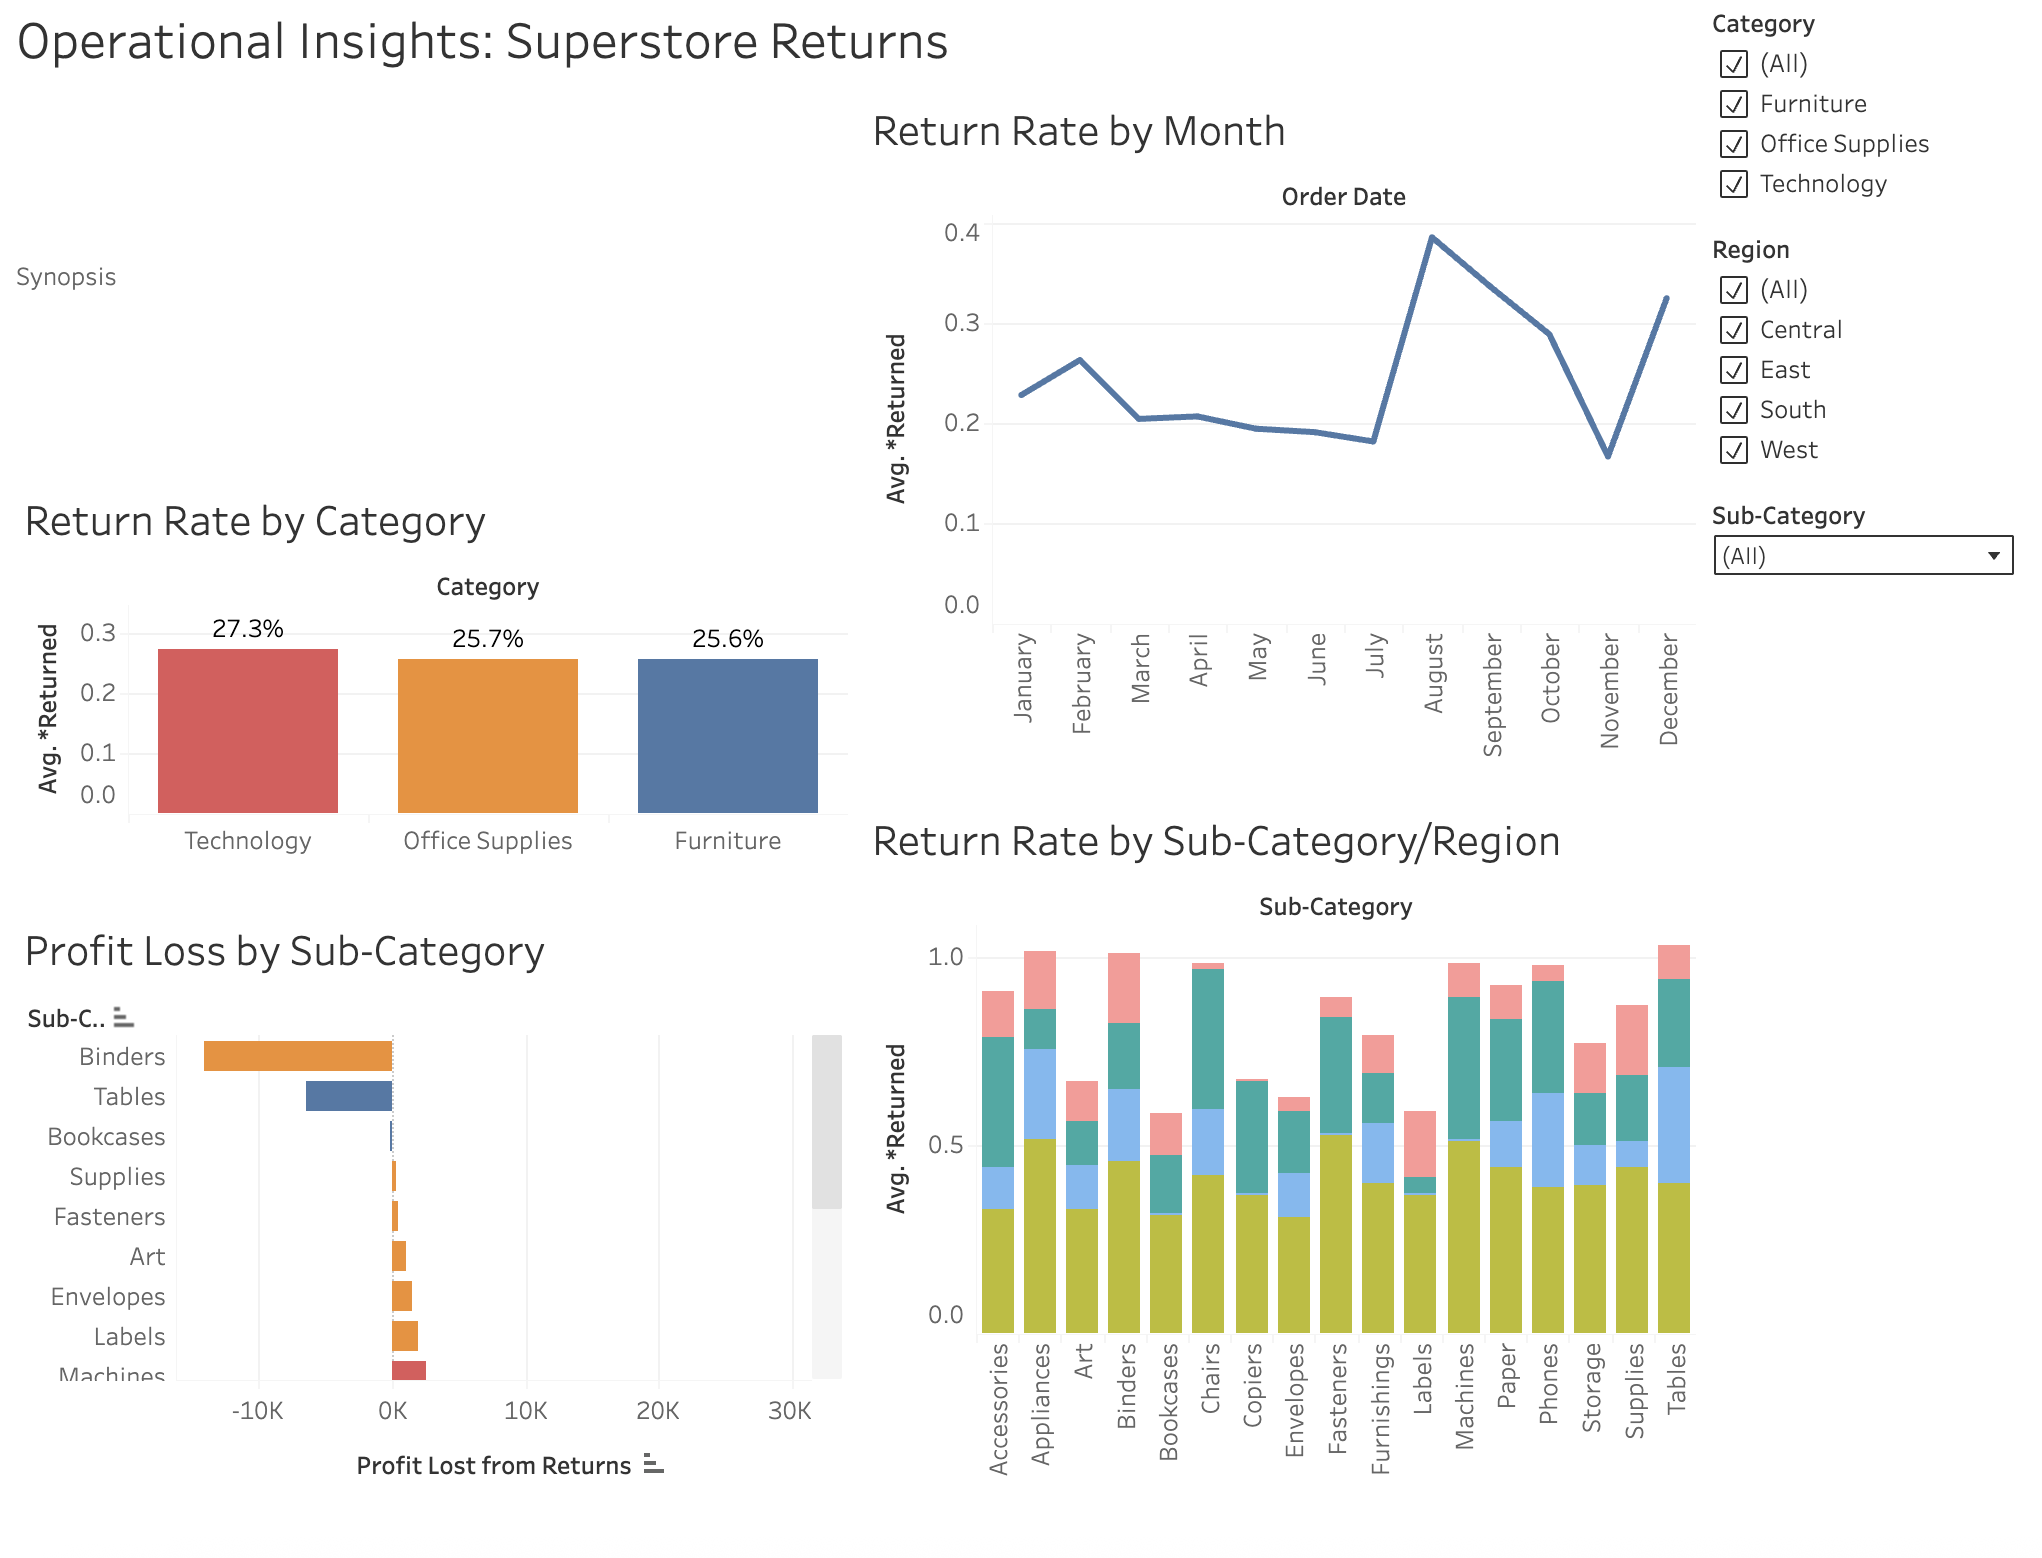 Operational Insights: Superstore Returns
Synopsis
Return Rate by Category
Category
Avg. *Returned
0.3
0.2
0.1
0.0
27.3%
25.7%
25.6%
Technology
Office Supplies
Furniture
Profit Loss by Sub-Category
Sub-C..
Binders
Tables
Bookcases
Supplies
Fasteners
Art
Envelopes
Labels
Machines
-10K
0K
10K
20K
30K
Profit Lost from Returns
Return Rate by Month
Order Date
Avg. *Returned
0.4
0.3
0.2
0.1
0.0
January
February
March
April
May
June
July
August
September
October
November
December
Return Rate by Sub-Category/Region
Sub-Category
Avg. *Returned
1.0
0.5
0.0
Accessories
Appliances
Art
Binders
Bookcases
Chairs
Copiers
Envelopes
Fasteners
Furnishings
Labels
Machines
Paper
Phones
Storage
Supplies
Tables
Category
(All)
Furniture
Office Supplies
Technology
Region
(All)
Central
East
South
West
Sub-Category
(All)